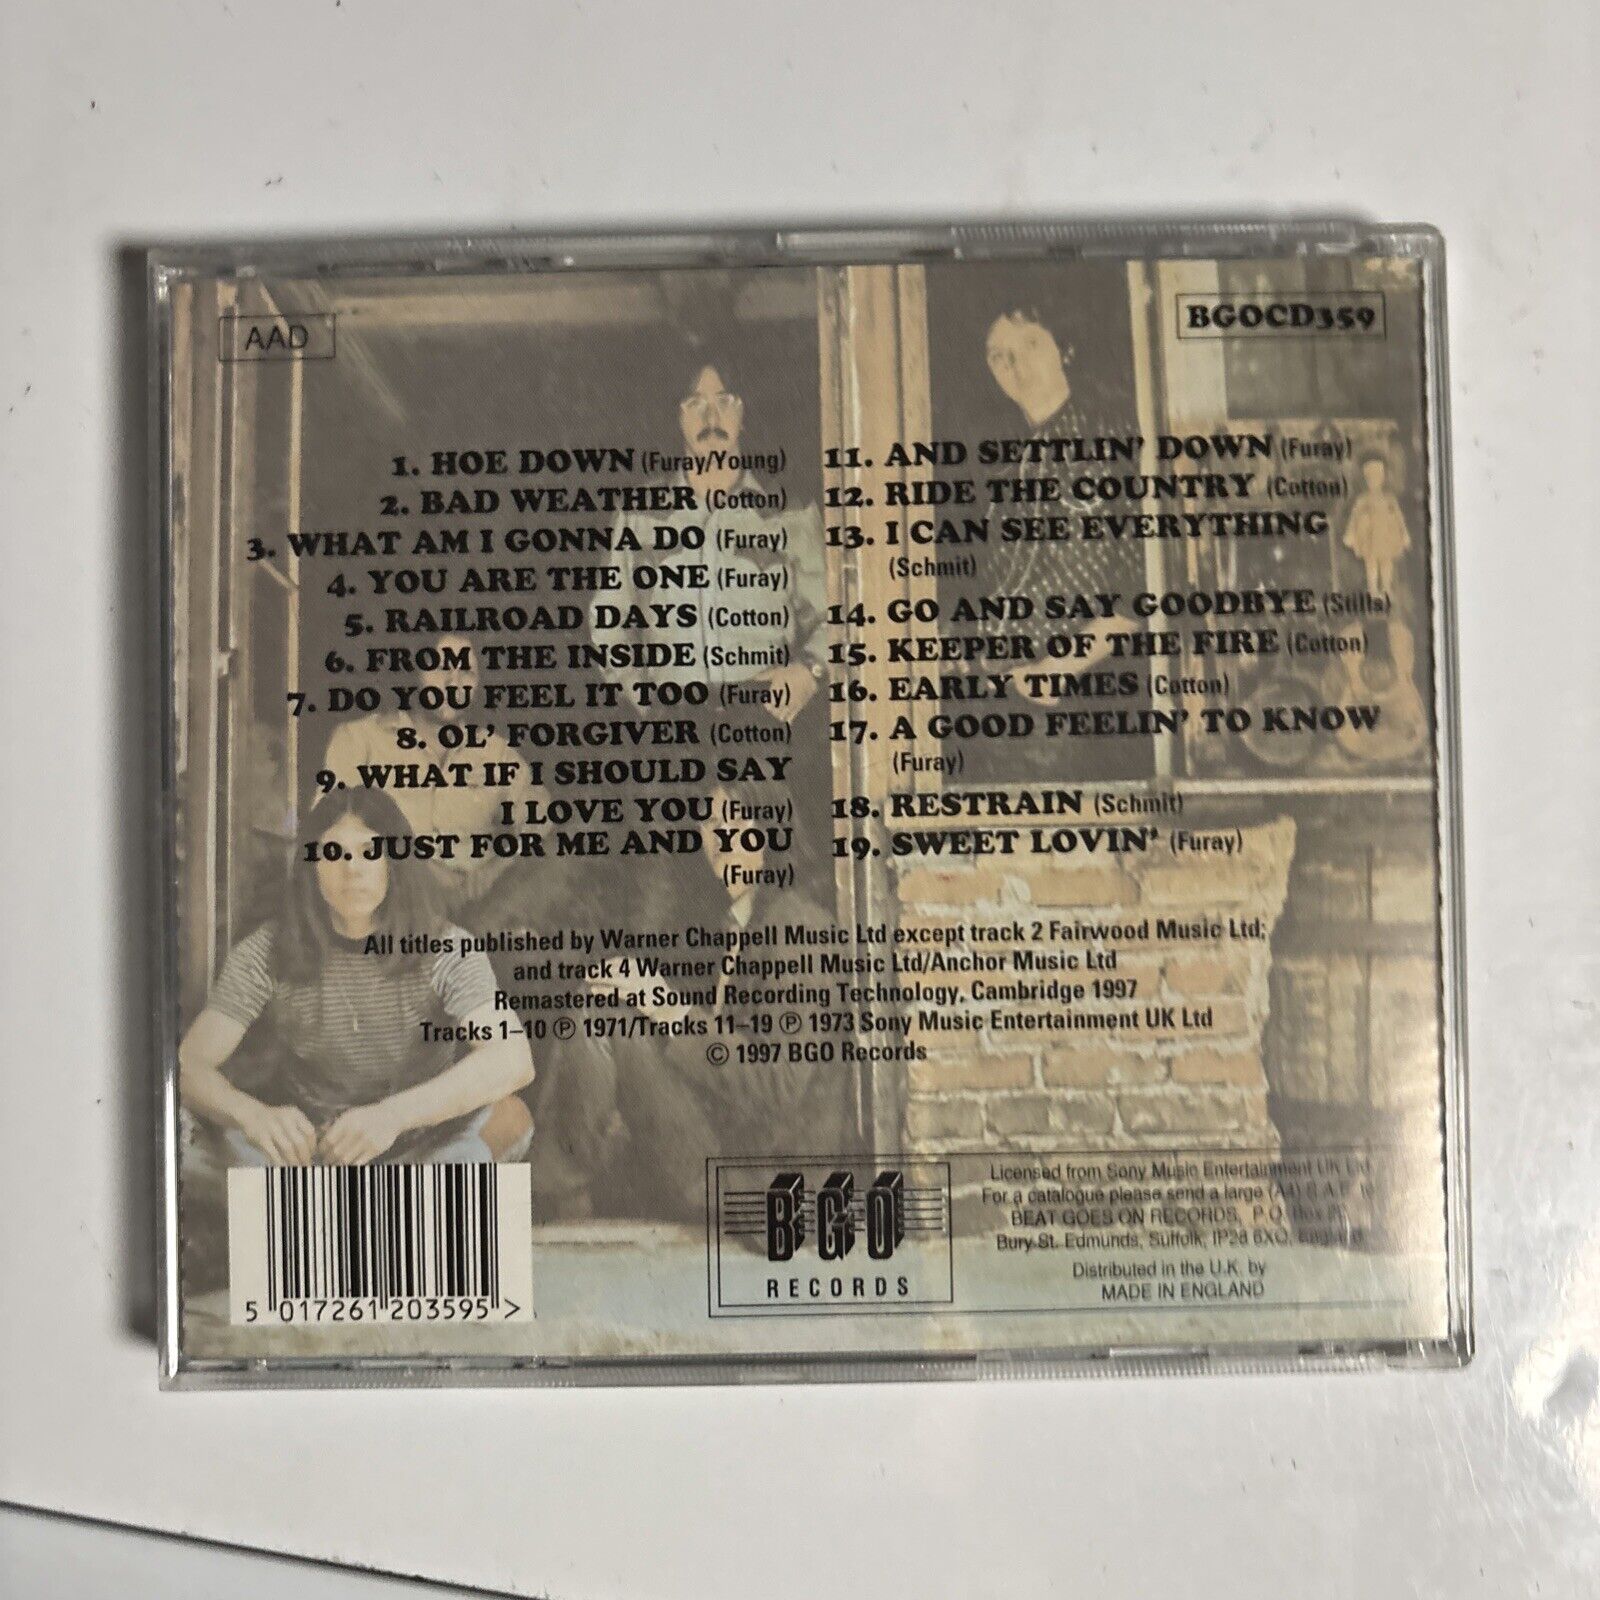 AAD
BGOCD359
1. HOE DOWN (Furay/Young)
2. BAD WEATHER (Cotton)
3. WHAT AM I GONNA DO (Furay)
4. YOU ARE THE ONE (Furay)
5. RAILROAD DAYS (Cotton)
6. FROM THE INSIDE (Schmit)
7. DO YOU FEEL IT TOO (Furay)
8. OL' FORGIVER (Cotton)
9. WHAT IF I SHOULD SAY
I LOVE YOU (Furay)
10. JUST FOR ME AND YOU
(Furay)
11. AND SETTLIN' DOWN (Furay)
12. RIDE THE COUNTRY (Cotton)
13. I CAN SEE EVERYTHING
(Schmit)
14. GO AND SAY GOODBYE (Stills)
15. KEEPER OF THE FIRE (Cotton)
16. EARLY TIMES (Cotton)
17. A GOOD FEELIN' TO KNOW
(Furay)
18. RESTRAIN (Schmit)
19. SWEET LOVIN' (Furay)
All titles published by Warner Chappell Music Ltd except track 2 Fairwood Music Ltd;
and track 4 Warner Chappell Music Ltd/Anchor Music Ltd
Remastered at Sound Recording Technology, Cambridge 1997
Tracks 1–10 ℗ 1971/Tracks 11–19 ℗ 1973 Sony Music Entertainment UK Ltd
© 1997 BGO Records
5 017261 203595 >
BGO
RECORDS
Licensed from Sony Music Entertainment UK Ltd.
For a catalogue please send a large (A4) S.A.E. to
BEAT GOES ON RECORDS, P.O. Box
Bury St. Edmunds, Suffolk, IP28 6XQ, England
Distributed in the U.K. by
MADE IN ENGLAND